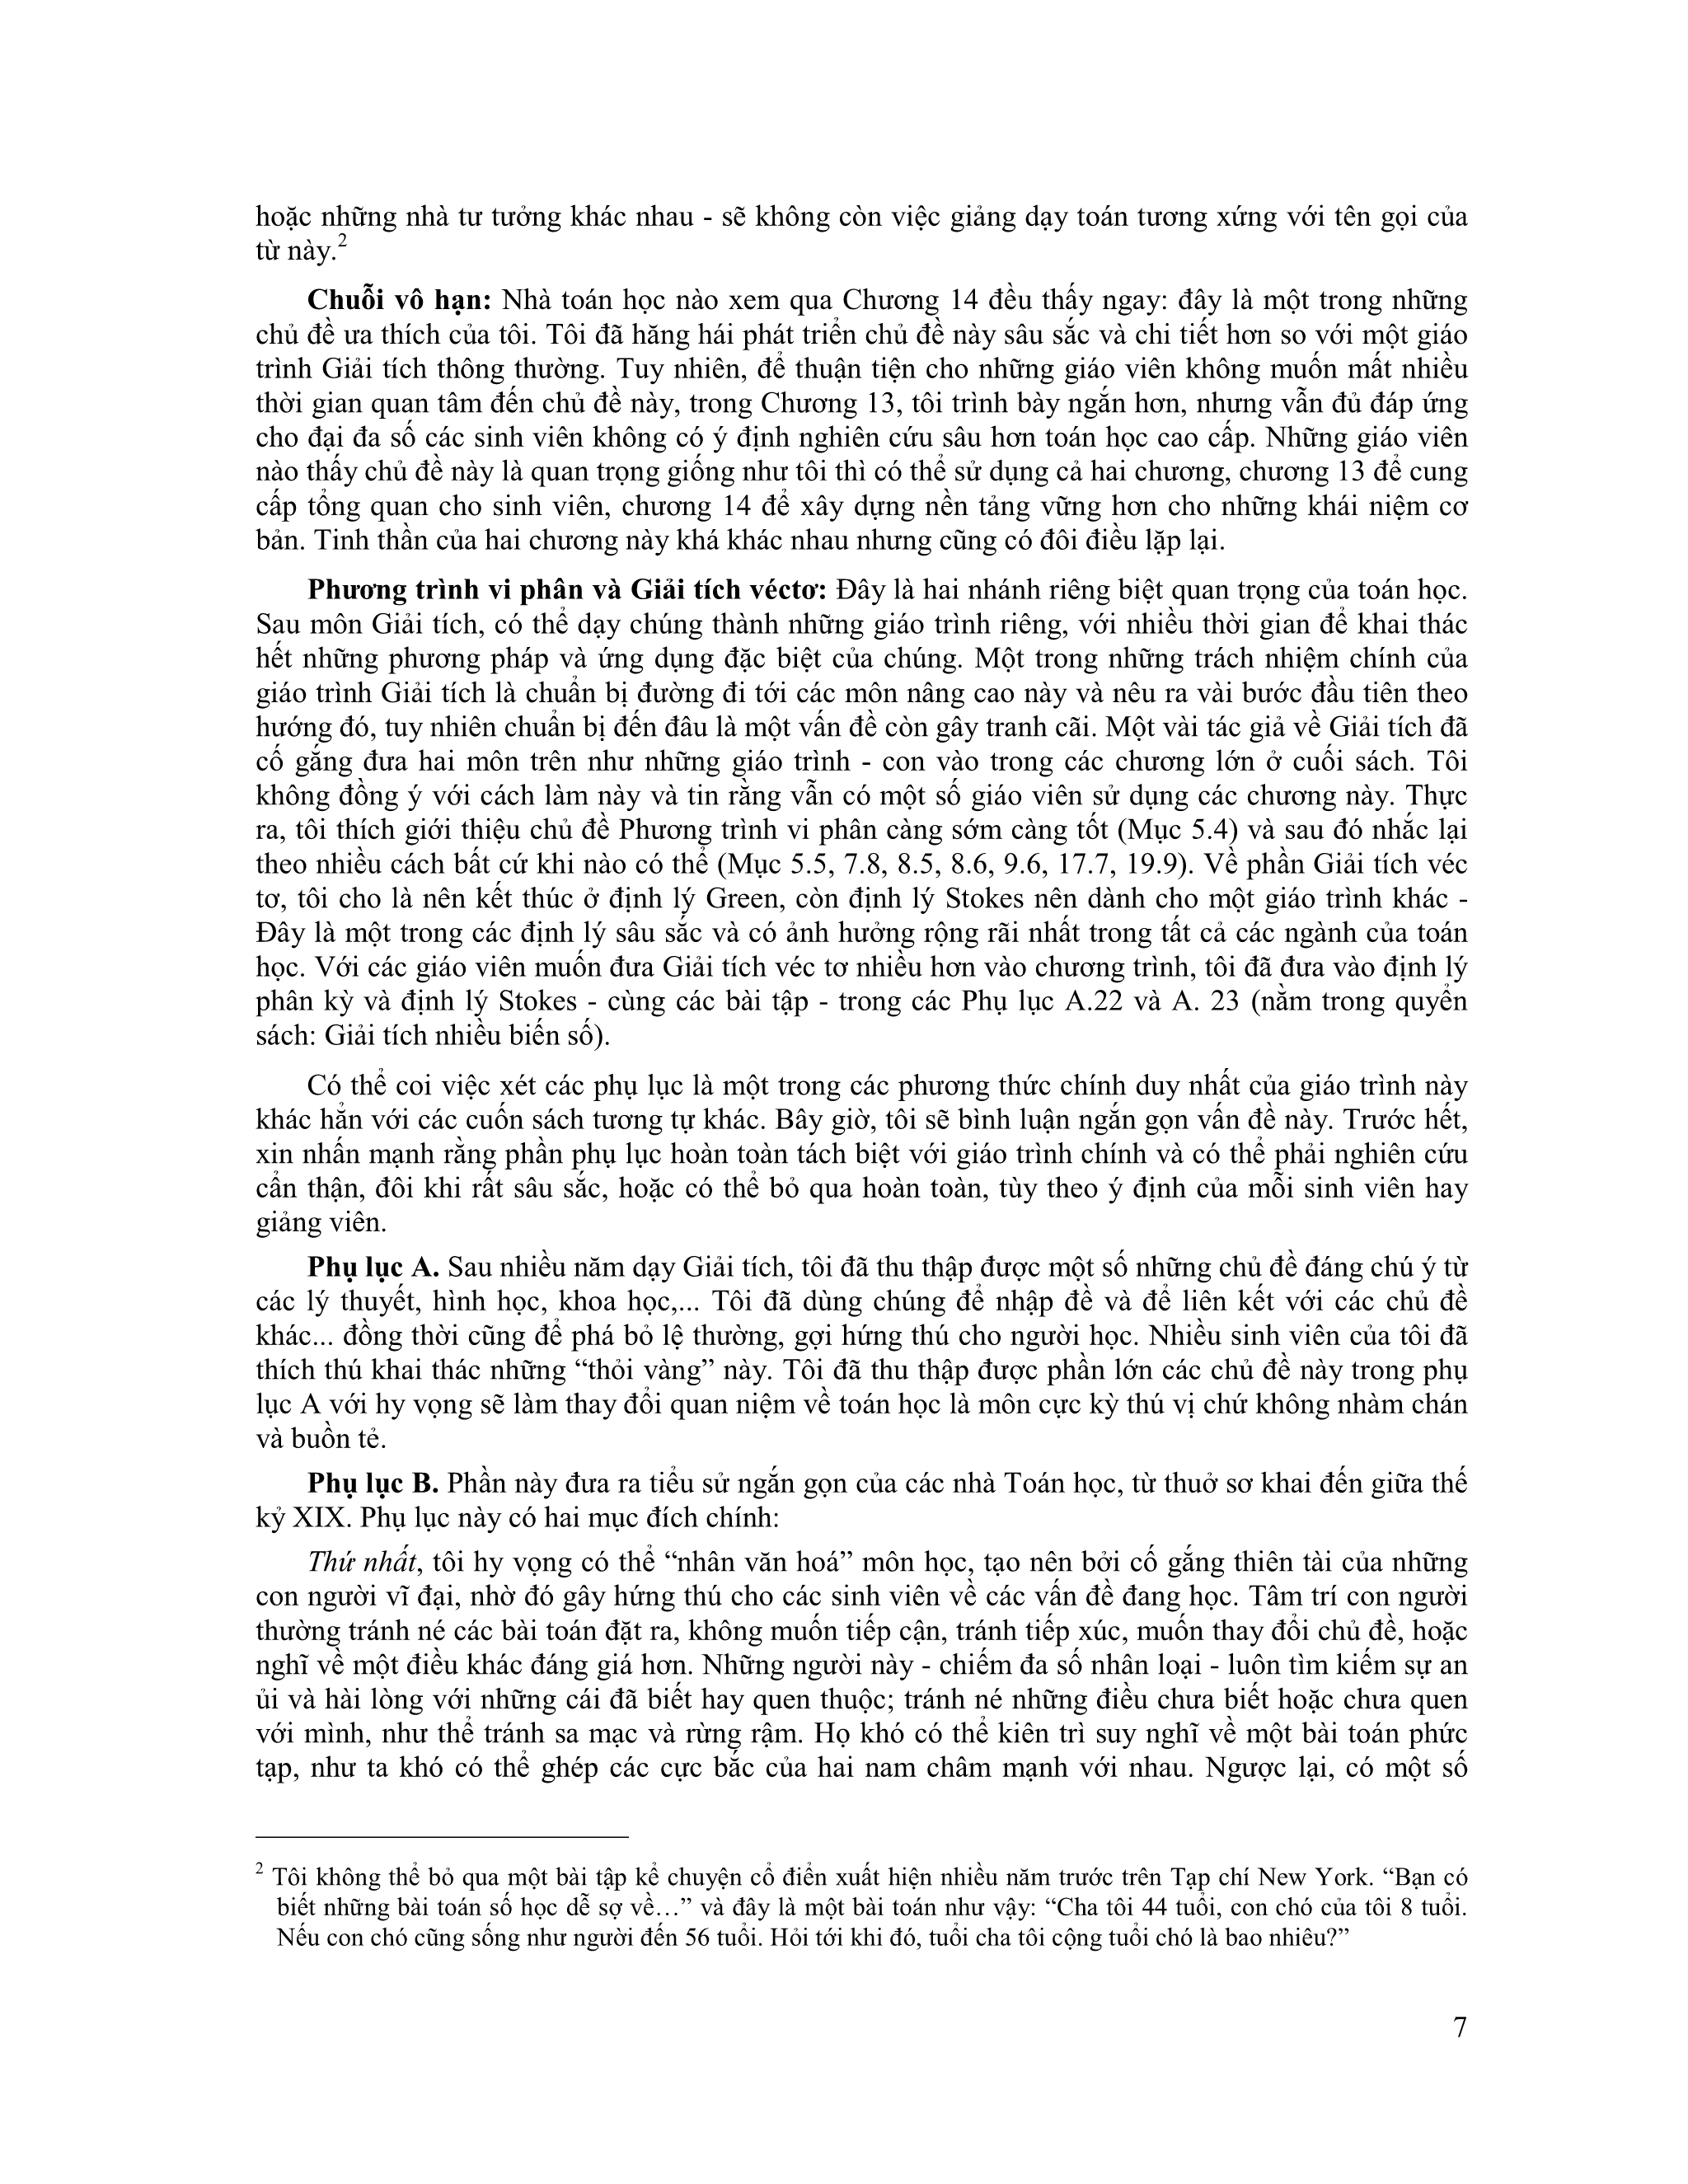 hoặc những nhà tư tưởng khác nhau - sẽ không còn việc giảng dạy toán tương xứng với tên gọi của
từ này.2
Chuỗi vô hạn: Nhà toán học nào xem qua Chương 14 đều thấy ngay: đây là một trong những
chủ đề ưa thích của tôi. Tôi đã hăng hái phát triển chủ đề này sâu sắc và chi tiết hơn so với một giáo
trình Giải tích thông thường. Tuy nhiên, để thuận tiện cho những giáo viên không muốn mất nhiều
thời gian quan tâm đến chủ đề này, trong Chương 13, tôi trình bày ngắn hơn, nhưng vẫn đủ đáp ứng
cho đại đa số các sinh viên không có ý định nghiên cứu sâu hơn toán học cao cấp. Những giáo viên
nào thấy chủ đề này là quan trọng giống như tôi thì có thể sử dụng cả hai chương, chương 13 để cung
cấp tổng quan cho sinh viên, chương 14 để xây dựng nền tảng vững hơn cho những khái niệm cơ
bản. Tinh thần của hai chương này khá khác nhau nhưng cũng có đôi điều lặp lại.
Phương trình vi phân và Giải tích véctơ: Đây là hai nhánh riêng biệt quan trọng của toán học.
Sau môn Giải tích, có thể dạy chúng thành những giáo trình riêng, với nhiều thời gian để khai thác
hết những phương pháp và ứng dụng đặc biệt của chúng. Một trong những trách nhiệm chính của
giáo trình Giải tích là chuẩn bị đường đi tới các môn nâng cao này và nêu ra vài bước đầu tiên theo
hướng đó, tuy nhiên chuẩn bị đến đâu là một vấn đề còn gây tranh cãi. Một vài tác giả về Giải tích đã
cố gắng đưa hai môn trên như những giáo trình - con vào trong các chương lớn ở cuối sách. Tôi
không đồng ý với cách làm này và tin rằng vẫn có một số giáo viên sử dụng các chương này. Thực
ra, tôi thích giới thiệu chủ đề Phương trình vi phân càng sớm càng tốt (Mục 5.4) và sau đó nhắc lại
theo nhiều cách bất cứ khi nào có thể (Mục 5.5, 7.8, 8.5, 8.6, 9.6, 17.7, 19.9). Về phần Giải tích véc
tơ, tôi cho là nên kết thúc ở định lý Green, còn định lý Stokes nên dành cho một giáo trình khác -
Đây là một trong các định lý sâu sắc và có ảnh hưởng rộng rãi nhất trong tất cả các ngành của toán
học. Với các giáo viên muốn đưa Giải tích véc tơ nhiều hơn vào chương trình, tôi đã đưa vào định lý
phân kỳ và định lý Stokes - cùng các bài tập - trong các Phụ lục A.22 và A. 23 (nằm trong quyển
sách: Giải tích nhiều biến số).
Có thể coi việc xét các phụ lục là một trong các phương thức chính duy nhất của giáo trình này
khác hẳn với các cuốn sách tương tự khác. Bây giờ, tôi sẽ bình luận ngắn gọn vấn đề này. Trước hết,
xin nhấn mạnh rằng phần phụ lục hoàn toàn tách biệt với giáo trình chính và có thể phải nghiên cứu
cẩn thận, đôi khi rất sâu sắc, hoặc có thể bỏ qua hoàn toàn, tùy theo ý định của mỗi sinh viên hay
giảng viên.
Phụ lục A. Sau nhiều năm dạy Giải tích, tôi đã thu thập được một số những chủ đề đáng chú ý từ
các lý thuyết, hình học, khoa học,... Tôi đã dùng chúng để nhập đề và để liên kết với các chủ đề
khác... đồng thời cũng để phá bỏ lệ thường, gợi hứng thú cho người học. Nhiều sinh viên của tôi đã
thích thú khai thác những “thỏi vàng” này. Tôi đã thu thập được phần lớn các chủ đề này trong phụ
lục A với hy vọng sẽ làm thay đổi quan niệm về toán học là môn cực kỳ thú vị chứ không nhàm chán
và buồn tẻ.
Phụ lục B. Phần này đưa ra tiểu sử ngắn gọn của các nhà Toán học, từ thuở sơ khai đến giữa thế
kỷ XIX. Phụ lục này có hai mục đích chính:
Thứ nhất, tôi hy vọng có thể “nhân văn hoá” môn học, tạo nên bởi cố gắng thiên tài của những
con người vĩ đại, nhờ đó gây hứng thú cho các sinh viên về các vấn đề đang học. Tâm trí con người
thường tránh né các bài toán đặt ra, không muốn tiếp cận, tránh tiếp xúc, muốn thay đổi chủ đề, hoặc
nghĩ về một điều khác đáng giá hơn. Những người này - chiếm đa số nhân loại - luôn tìm kiếm sự an
ủi và hài lòng với những cái đã biết hay quen thuộc; tránh né những điều chưa biết hoặc chưa quen
với mình, như thể tránh sa mạc và rừng rậm. Họ khó có thể kiên trì suy nghĩ về một bài toán phức
tạp, như ta khó có thể ghép các cực bắc của hai nam châm mạnh với nhau. Ngược lại, có một số
2 Tôi không thể bỏ qua một bài tập kể chuyện cổ điển xuất hiện nhiều năm trước trên Tạp chí New York. “Bạn có
biết những bài toán số học dễ sợ về…” và đây là một bài toán như vậy: “Cha tôi 44 tuổi, con chó của tôi 8 tuổi.
Nếu con chó cũng sống như người đến 56 tuổi. Hỏi tới khi đó, tuổi cha tôi cộng tuổi chó là bao nhiêu?”
7